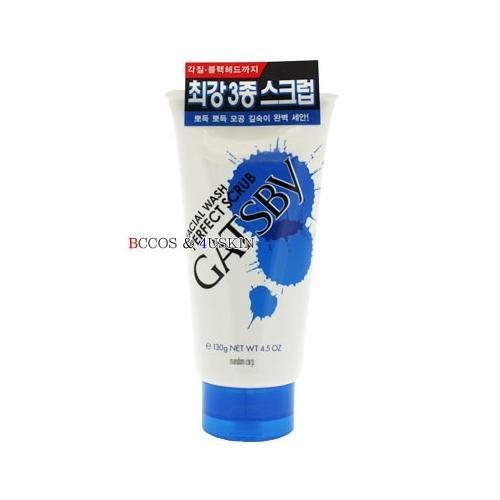 각질·블랙헤드까지
최강 3종 스크럽
뽀득 뽀득 모공 깊숙이 완벽 세안!
FACIAL WASH
PERFECT SCRUB
GATSBY
BCCOS & 4USKIN
e 130g NET WT 4.5 OZ
mandom corp.